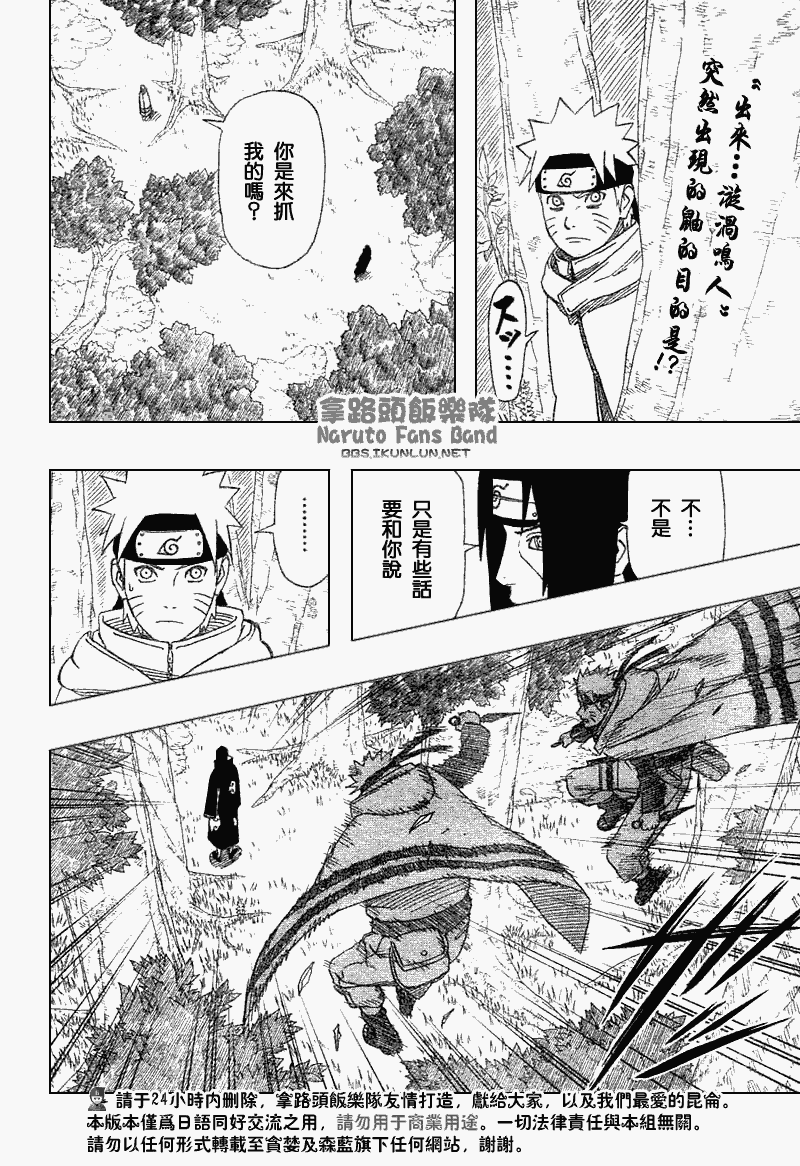 〝出來…漩渦鳴人〟
突然出現的鼬的目的是!?
スッ…
你是來抓
我的嗎?
拿路頭飯樂隊
Naruto Fans Band
BBS.IKUNLUN.NET
不…
不是
只是有些話
要和你說
………
請于24小時内删除，拿路頭飯樂隊友情打造，獻給大家，以及我們最愛的昆侖。
本版本僅爲日語同好交流之用，請勿用于商業用途。一切法律責任與本組無關。
請勿以任何形式轉載至貪婪及森藍旗下任何網站，謝謝。